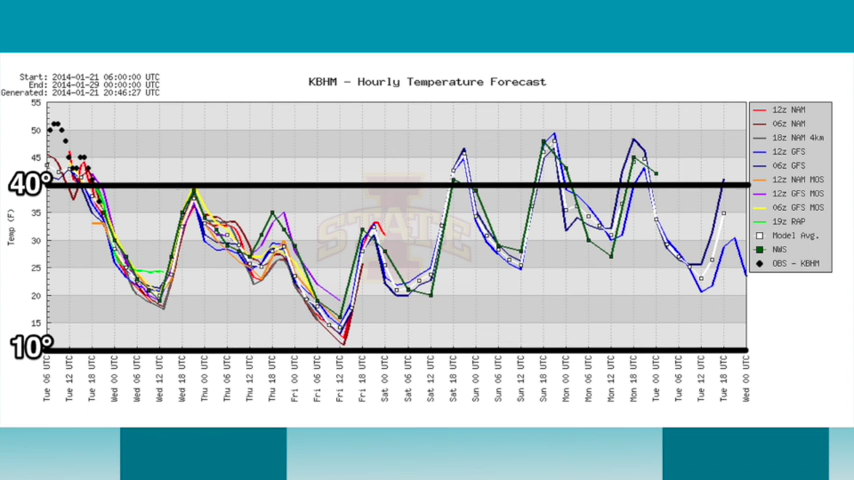 Start: 2014-01-21 06:00:00 UTC
End: 2014-01-29 00:00:00 UTC
Generated: 2014-01-21 20:46:27 UTC
KBHM - Hourly Temperature Forecast
55
50
45
40°
35
30
25
20
15
10°
Temp (F)
Tue 06 UTC
Tue 12 UTC
Tue 18 UTC
Wed 00 UTC
Wed 06 UTC
Wed 12 UTC
Wed 18 UTC
Thu 00 UTC
Thu 06 UTC
Thu 12 UTC
Thu 18 UTC
Fri 00 UTC
Fri 06 UTC
Fri 12 UTC
Fri 18 UTC
Sat 00 UTC
Sat 06 UTC
Sat 12 UTC
Sat 18 UTC
Sun 00 UTC
Sun 06 UTC
Sun 12 UTC
Sun 18 UTC
Mon 00 UTC
Mon 06 UTC
Mon 12 UTC
Mon 18 UTC
Tue 00 UTC
Tue 06 UTC
Tue 12 UTC
Tue 18 UTC
Wed 00 UTC
12z NAM
06z NAM
18z NAM 4km
12z GFS
06z GFS
12z NAM MOS
12z GFS MOS
06z GFS MOS
19z RAP
Model Avg.
NWS
OBS - KBHM
STATE